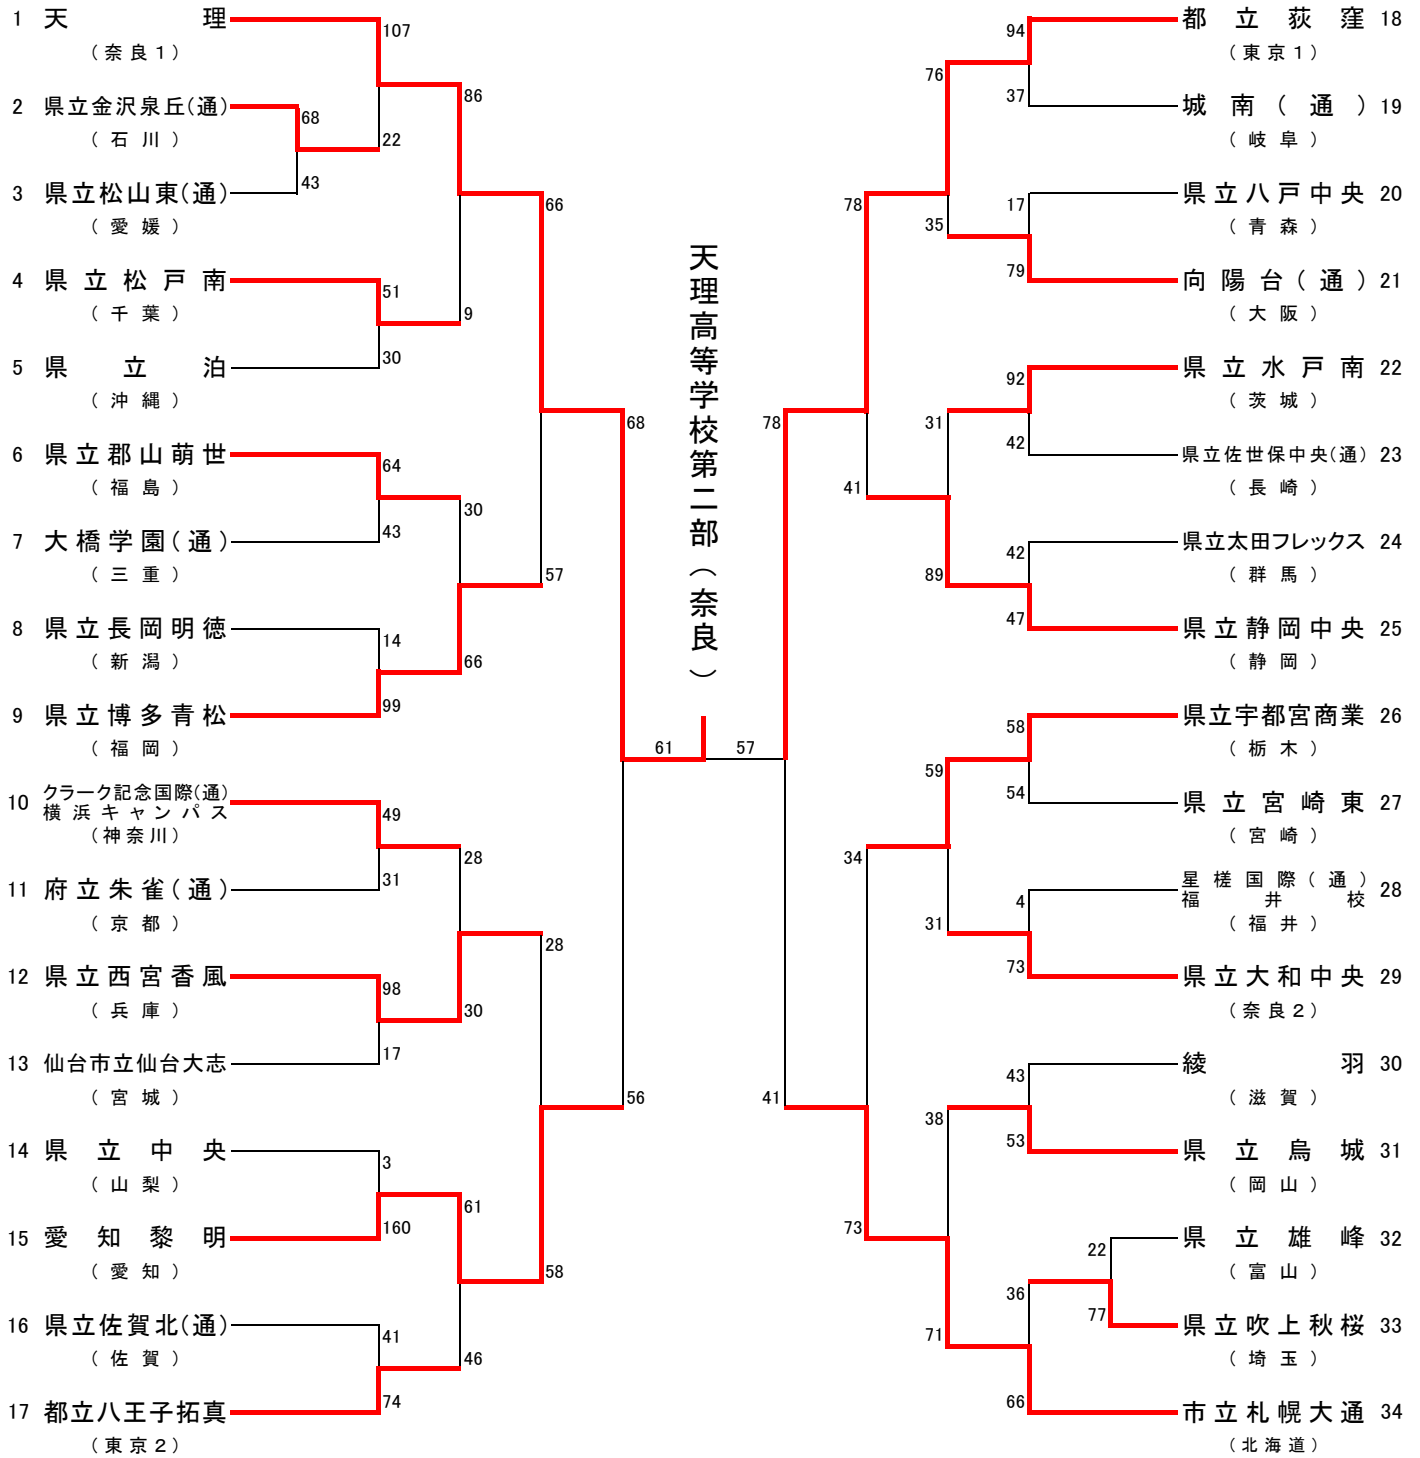 1 天理
(奈良1)
2 県立金沢泉丘(通)
(石川)
3 県立松山東(通)
(愛媛)
4 県立松戸南
(千葉)
5 県立泊
(沖縄)
6 県立郡山萌世
(福島)
7 大橋学園(通)
(三重)
8 県立長岡明徳
(新潟)
9 県立博多青松
(福岡)
10 クラーク記念国際(通)
横浜キャンパス
(神奈川)
11 府立朱雀(通)
(京都)
12 県立西宮香風
(兵庫)
13 仙台市立仙台大志
(宮城)
14 県立中央
(山梨)
15 愛知黎明
(愛知)
16 県立佐賀北(通)
(佐賀)
17 都立八王子拓真
(東京2)
68
43
107
22
51
30
64
43
14
99
49
31
98
17
3
160
41
74
86
9
30
66
28
30
61
46
66
57
28
58
68
56
61
天理高等学校第二部(奈良)
57
78
41
78
41
34
73
76
35
31
89
59
31
38
71
94
37
17
79
92
42
42
47
58
54
4
73
43
53
36
66
22
77
都立荻窪 18
(東京1)
城南(通) 19
(岐阜)
県立八戸中央 20
(青森)
向陽台(通) 21
(大阪)
県立水戸南 22
(茨城)
県立佐世保中央(通) 23
(長崎)
県立太田フレックス 24
(群馬)
県立静岡中央 25
(静岡)
県立宇都宮商業 26
(栃木)
県立宮崎東 27
(宮崎)
星槎国際(通)
福井校 28
(福井)
県立大和中央 29
(奈良2)
綾羽 30
(滋賀)
県立烏城 31
(岡山)
県立雄峰 32
(富山)
県立吹上秋桜 33
(埼玉)
市立札幌大通 34
(北海道)